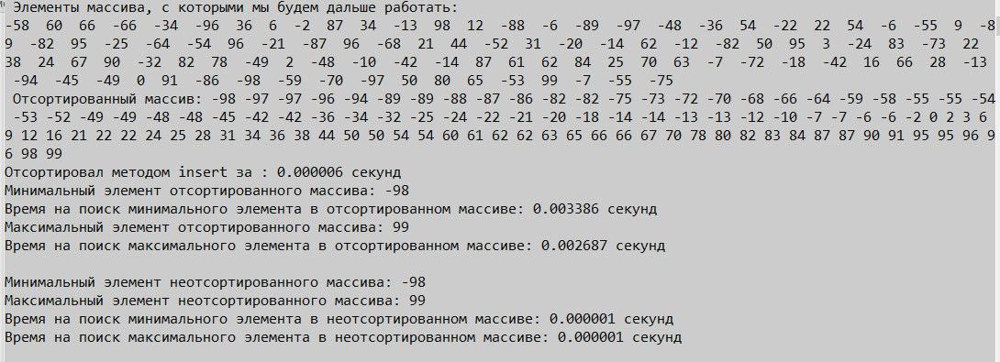 Элементы массива, с которыми мы будем дальше работать:
-58 60 66 -66 -34 -96 36 6 -2 87 34 -13 98 12 -88 -6 -89 -97 -48 -36 54 -22 22 54 -6 -55 9 -8
9 -82 95 -25 -64 -54 96 -21 -87 96 -68 21 44 -52 31 -20 -14 62 -12 -82 50 95 3 -24 83 -73 22
38 24 67 90 -32 82 78 -49 2 -48 -10 -42 -14 87 61 62 84 25 70 63 -7 -72 -18 -42 16 66 28 -13
-94 -45 -49 0 91 -86 -98 -59 -70 -97 50 80 65 -53 99 -7 -55 -75
Отсортированный массив: -98 -97 -97 -96 -94 -89 -89 -88 -87 -86 -82 -82 -75 -73 -72 -70 -68 -66 -64 -59 -58 -55 -55 -54
-53 -52 -49 -49 -48 -48 -45 -42 -42 -36 -34 -32 -25 -24 -22 -21 -20 -18 -14 -14 -13 -13 -12 -10 -7 -7 -6 -6 -2 0 2 3 6
9 12 16 21 22 22 24 25 28 31 34 36 38 44 50 50 54 54 60 61 62 62 63 65 66 66 67 70 78 80 82 83 84 87 87 90 91 95 95 96 9
6 98 99
Отсортировал методом insert за : 0.000006 секунд
Минимальный элемент отсортированного массива: -98
Время на поиск минимального элемента в отсортированном массиве: 0.003386 секунд
Максимальный элемент отсортированного массива: 99
Время на поиск максимального элемента в отсортированном массиве: 0.002687 секунд
Минимальный элемент неотсортированного массива: -98
Максимальный элемент неотсортированного массива: 99
Время на поиск минимального элемента в неотсортированном массиве: 0.000001 секунд
Время на поиск максимального элемента в неотсортированном массиве: 0.000001 секунд